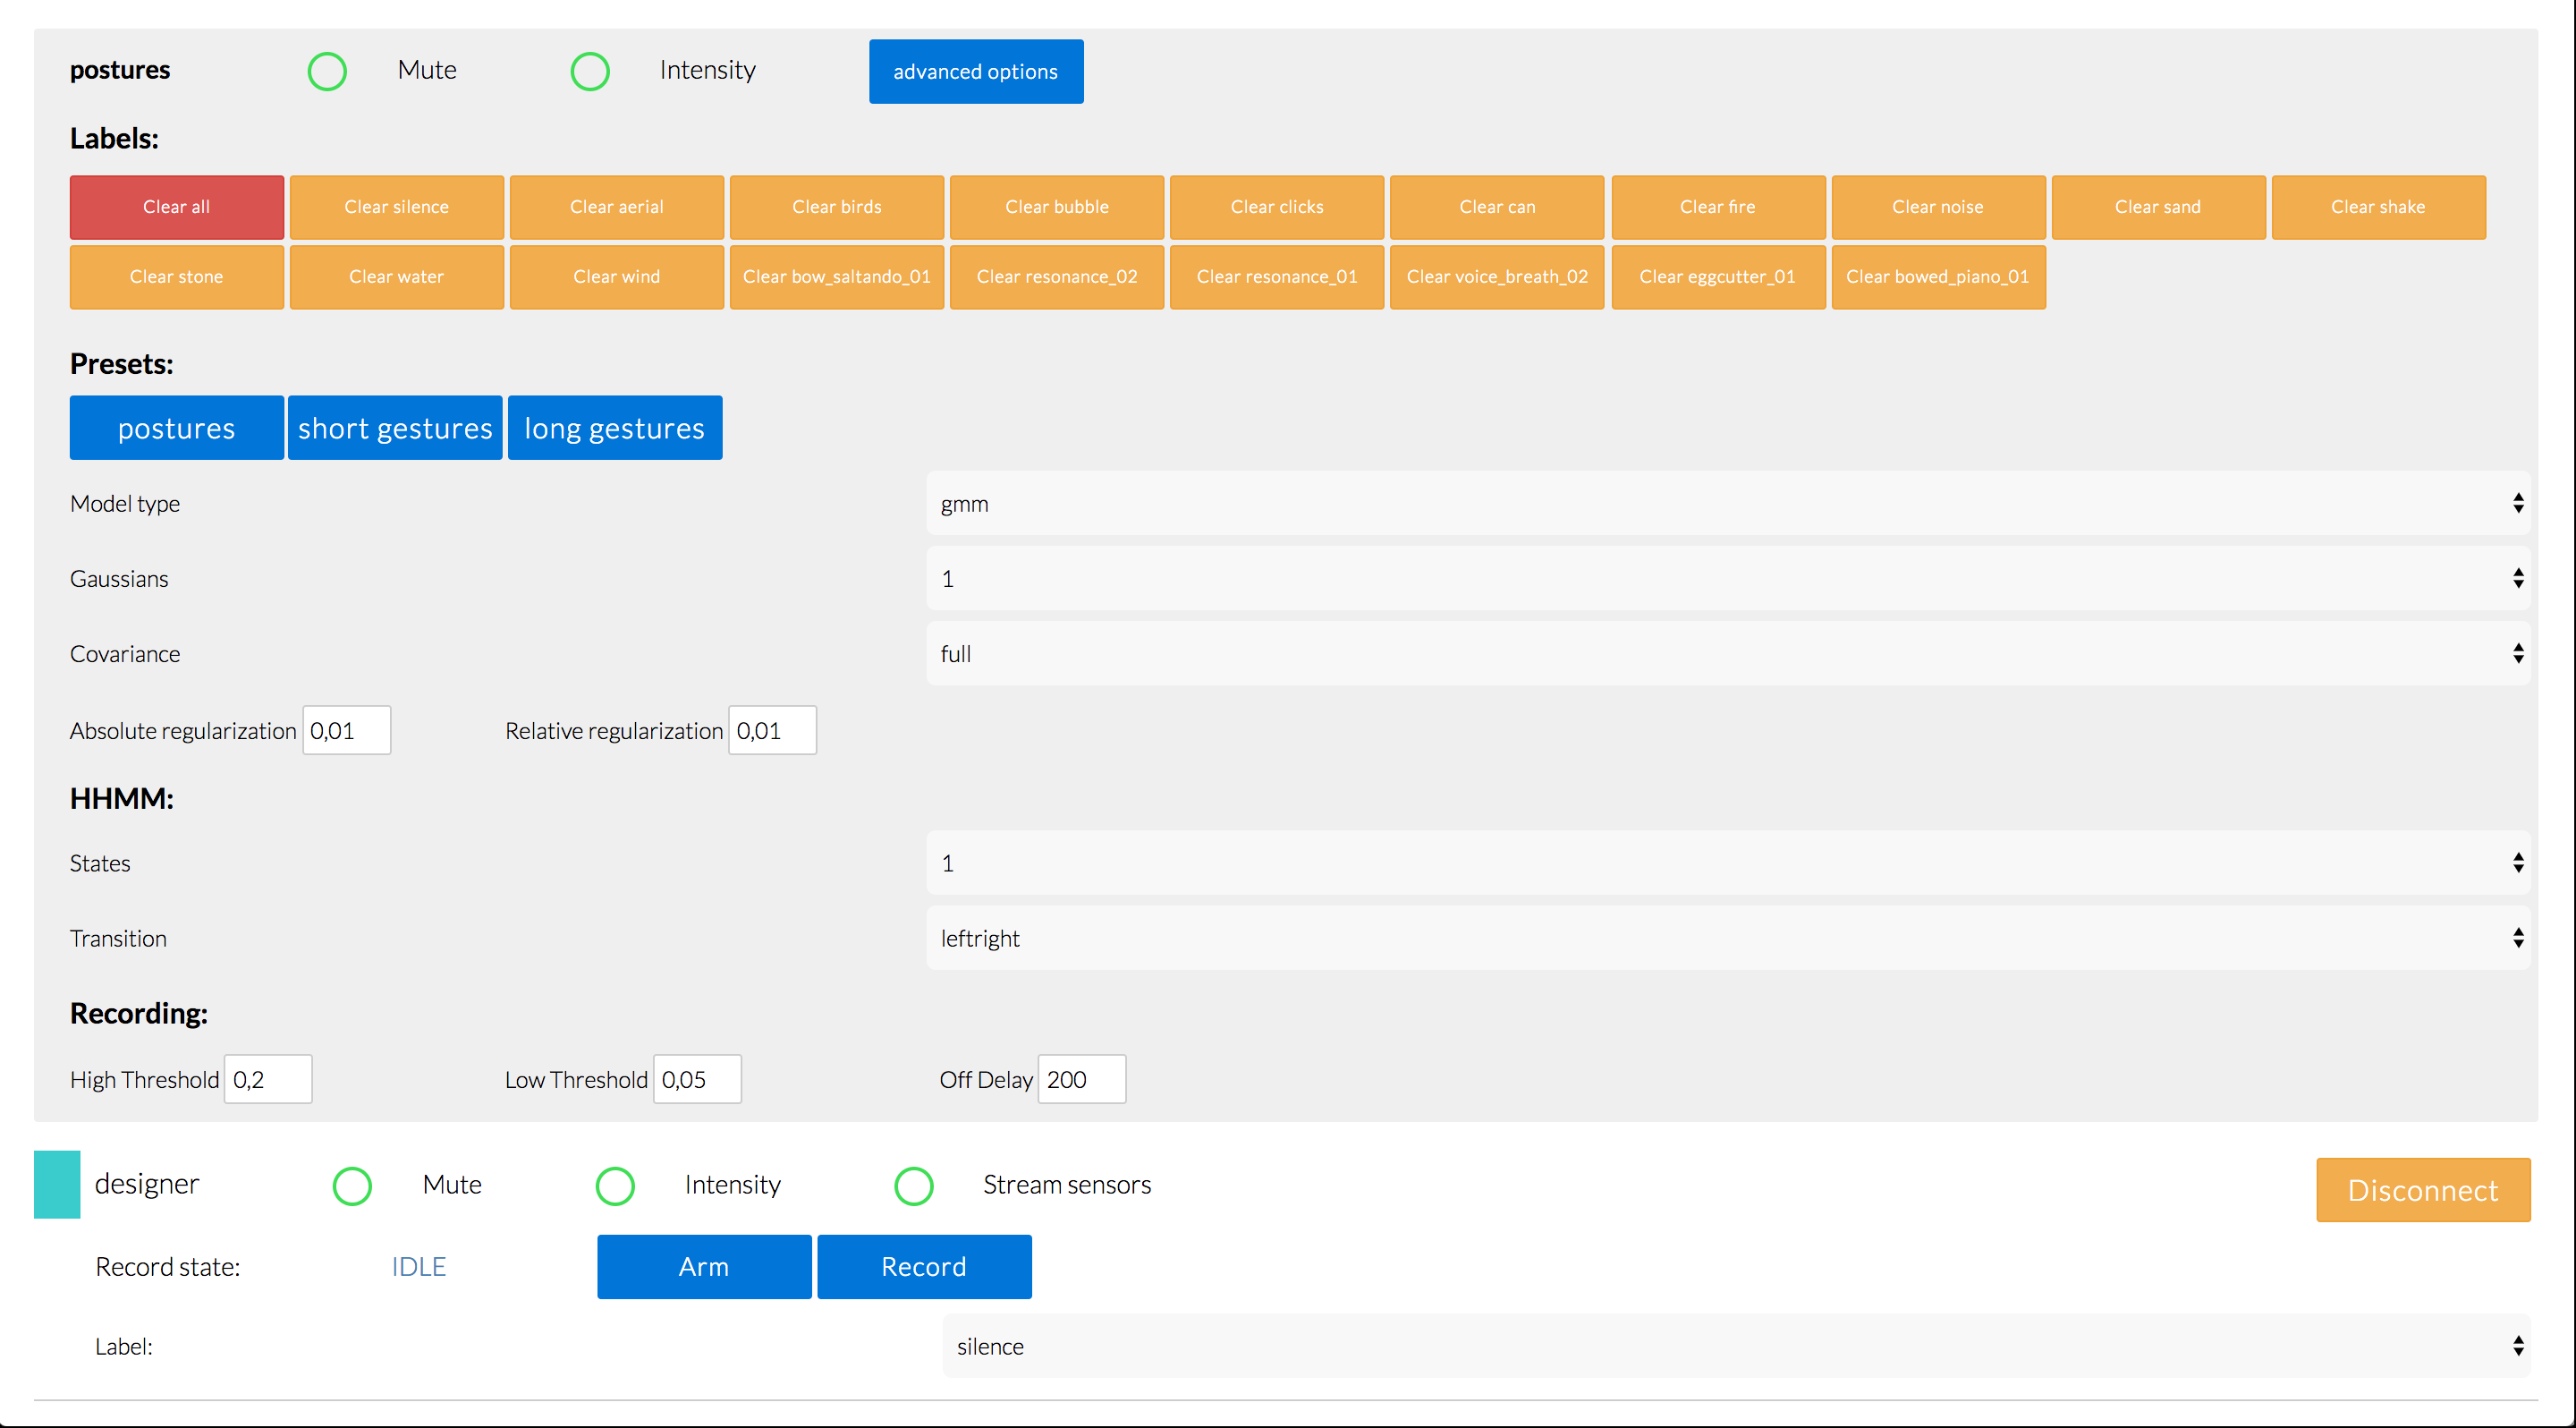 postures Mute Intensity advanced options
Labels:
Clear all Clear silence Clear aerial Clear birds Clear bubble Clear clicks Clear can Clear fire Clear noise Clear sand Clear shake
Clear stone Clear water Clear wind Clear bow_saltando_01 Clear resonance_02 Clear resonance_01 Clear voice_breath_02 Clear eggcutter_01 Clear bowed_piano_01
Presets:
postures short gestures long gestures
Model type gmm
Gaussians 1
Covariance full
Absolute regularization 0,01 Relative regularization 0,01
HHMM:
States 1
Transition leftright
Recording:
High Threshold 0,2 Low Threshold 0,05 Off Delay 200
designer Mute Intensity Stream sensors Disconnect
Record state: IDLE Arm Record
Label: silence